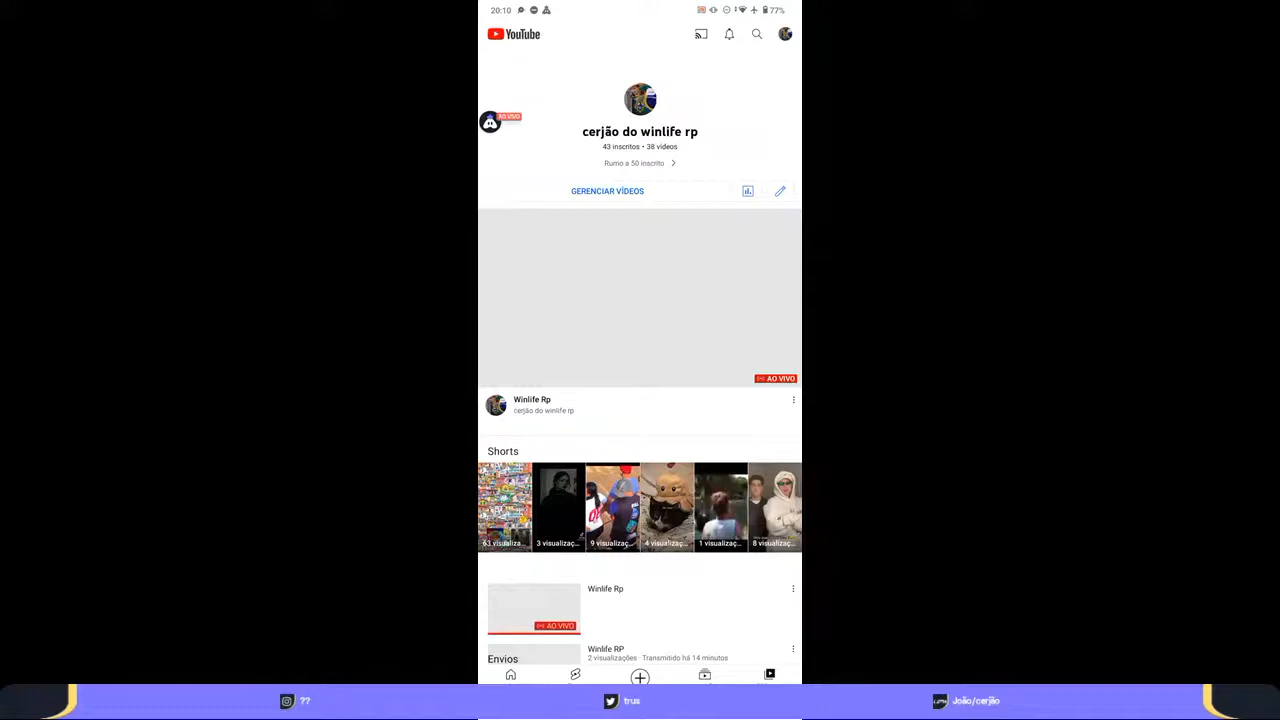 20:10
77%
YouTube
AO VIVO
cerjão do winlife rp
43 inscritos • 38 vídeos
Rumo a 50 inscrito
GERENCIAR VÍDEOS
AO VIVO
Winlife Rp
cerjão do winlife rp
Shorts
63 visualiza...
3 visualizaç...
9 visualizaç...
4 visualizaç...
1 visualizaç...
8 visualizaç...
Winlife Rp
AO VIVO
Winlife RP
2 visualizações · Transmitido há 14 minutos
Envios
??
trus
João/cerjão